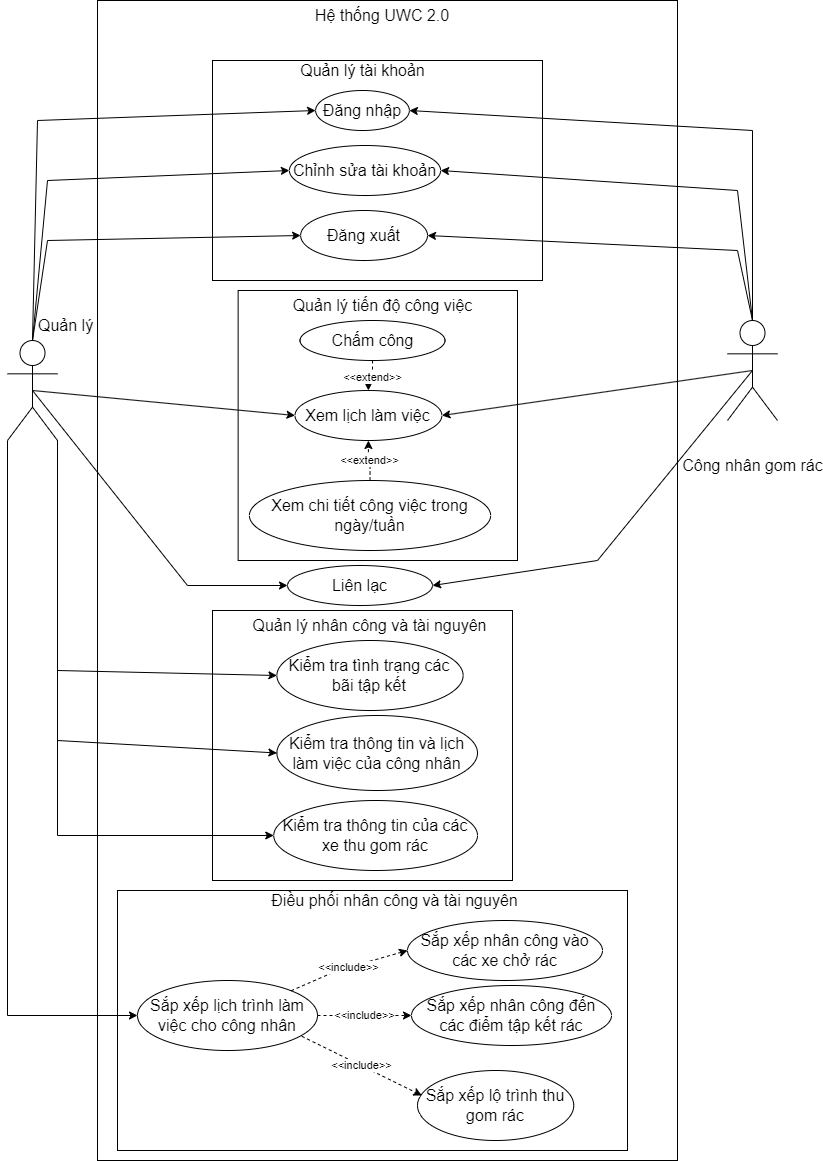 Hệ thống UWC 2.0
Quản lý tài khoản
Đăng nhập
Chỉnh sửa tài khoản
Đăng xuất
Quản lý tiến độ công việc
Quản lý
Chấm công
<<extend>>
Xem lịch làm việc
<<extend>>
Công nhân gom rác
Xem chi tiết công việc trong
ngày/tuần
Liên lạc
Quản lý nhân công và tài nguyên
Kiểm tra tình trạng các
bãi tập kết
Kiểm tra thông tin và lịch
làm việc của công nhân
Kiểm tra thông tin của các
xe thu gom rác
Điều phối nhân công và tài nguyên
Sắp xếp nhân công vào
các xe chở rác
<<include>>
Sắp xếp lịch trình làm
việc cho công nhân
<<include>>
Sắp xếp nhân công đến
các điểm tập kết rác
<<include>>
Sắp xếp lộ trình thu
gom rác